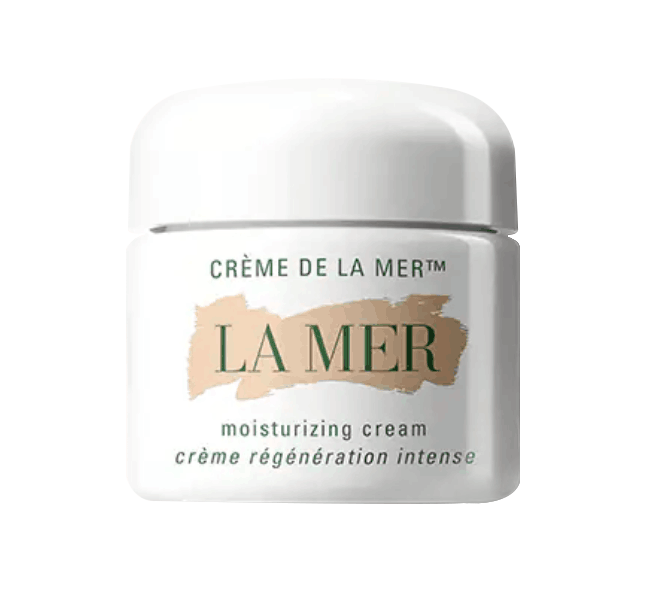 CRÈME DE LA MER™
LA MER
moisturizing cream
crème régénération intense